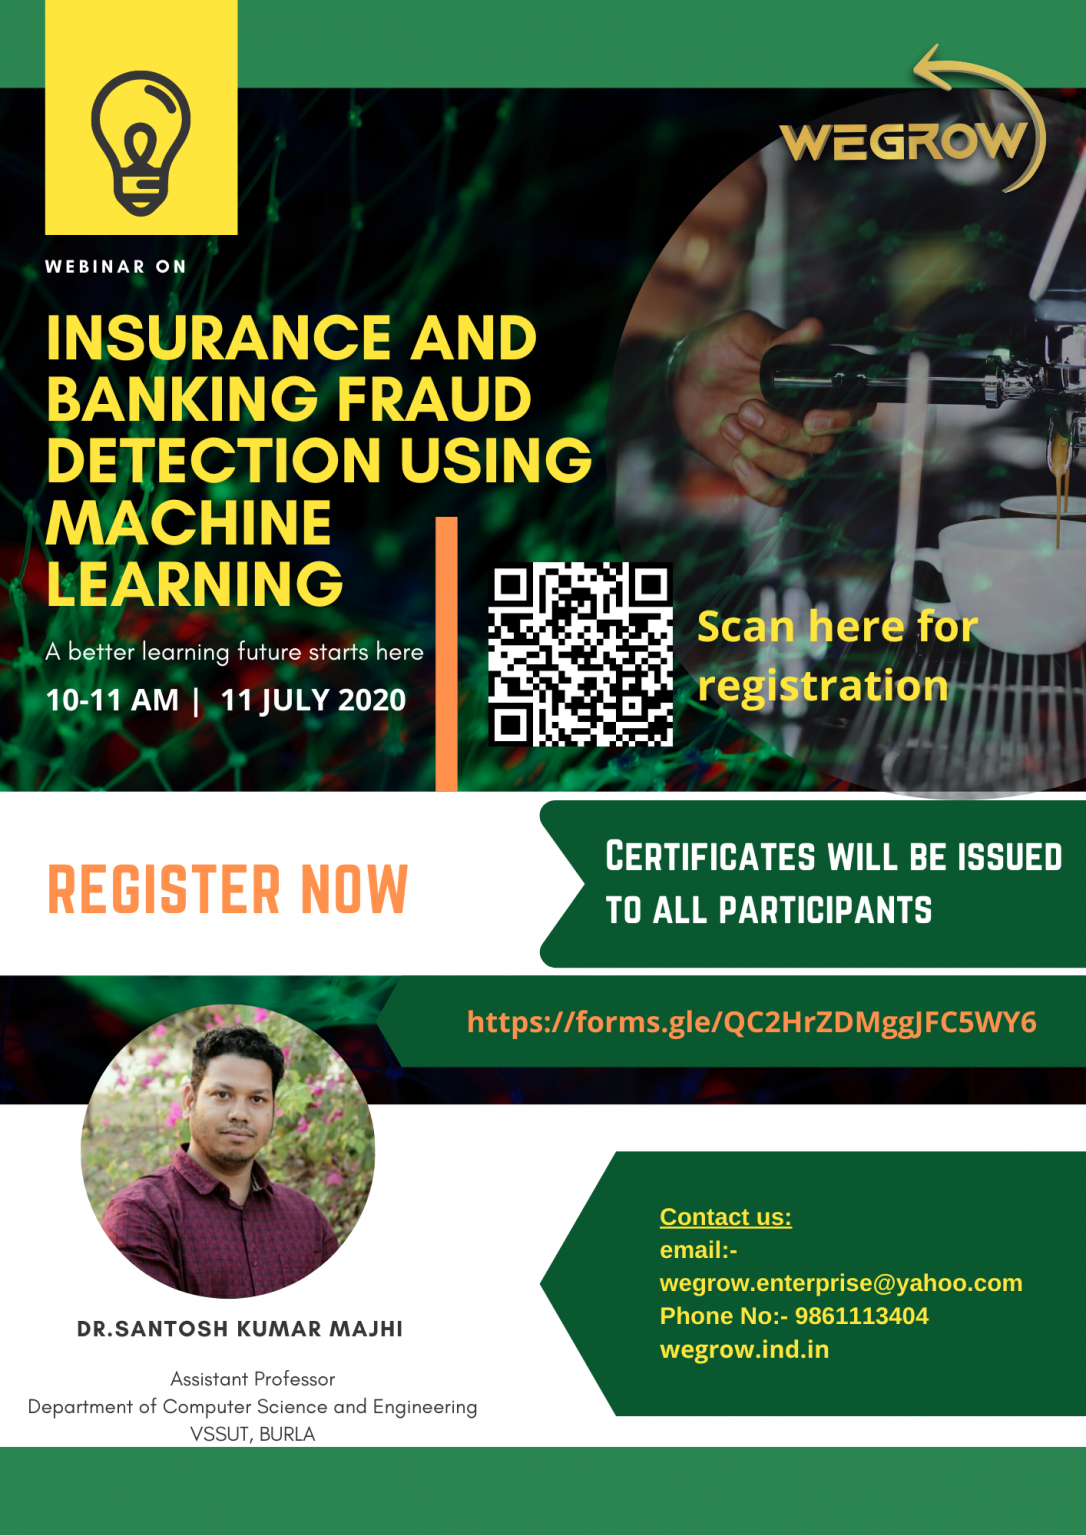 WEGROW
WEBINAR ON
INSURANCE AND
BANKING FRAUD
DETECTION USING
MACHINE
LEARNING
A better learning future starts here
10-11 AM | 11 JULY 2020
Scan here for
registration
REGISTER NOW
CERTIFICATES WILL BE ISSUED
TO ALL PARTICIPANTS
https://forms.gle/QC2HrZDMggJFC5WY6
DR.SANTOSH KUMAR MAJHI
Assistant Professor
Department of Computer Science and Engineering
VSSUT, BURLA
Contact us:
email:-
wegrow.enterprise@yahoo.com
Phone No:- 9861113404
wegrow.ind.in